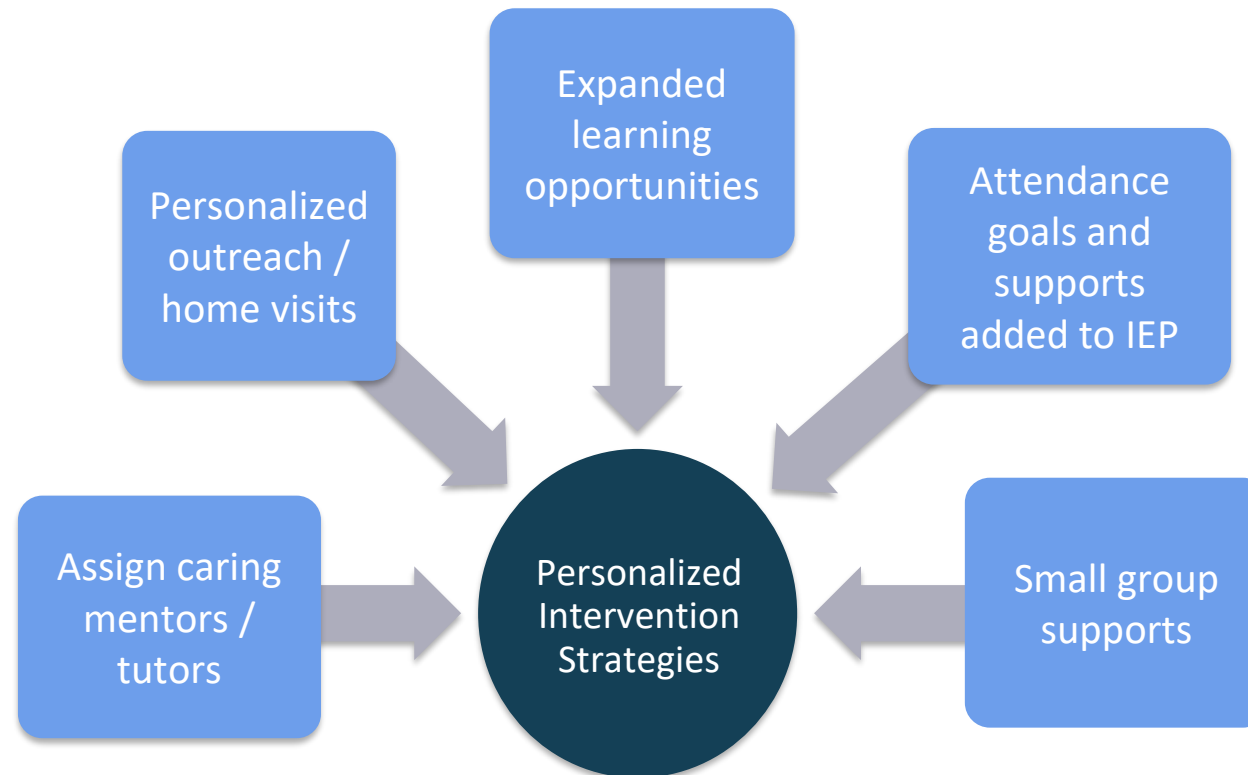 Expanded
learning
opportunities
Personalized
outreach /
home visits
Attendance
goals and
supports
added to IEP
Assign caring
mentors /
tutors
Personalized
Intervention
Strategies
Small group
supports